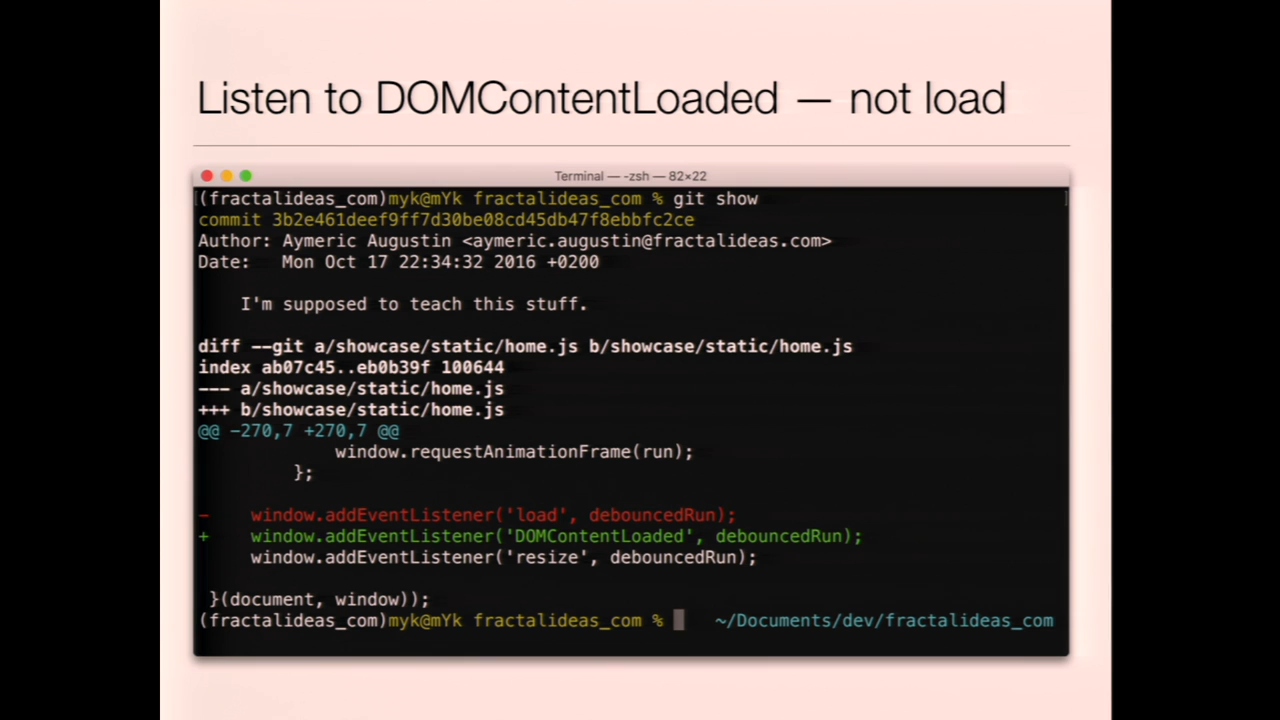 Listen to DOMContentLoaded — not load
Terminal — -zsh — 82×22
(fractalideas_com)myk@mYk fractalideas_com % git show
commit 3b2e461deef9ff7d30be08cd45db47f8ebbfc2ce
Author: Aymeric Augustin <aymeric.augustin@fractalideas.com>
Date:   Mon Oct 17 22:34:32 2016 +0200
    I'm supposed to teach this stuff.
diff --git a/showcase/static/home.js b/showcase/static/home.js
index ab07c45..eb0b39f 100644
--- a/showcase/static/home.js
+++ b/showcase/static/home.js
@@ -270,7 +270,7 @@
             window.requestAnimationFrame(run);
         };
-    window.addEventListener('load', debouncedRun);
+    window.addEventListener('DOMContentLoaded', debouncedRun);
     window.addEventListener('resize', debouncedRun);
 }(document, window));
(fractalideas_com)myk@mYk fractalideas_com %     ~/Documents/dev/fractalideas_com